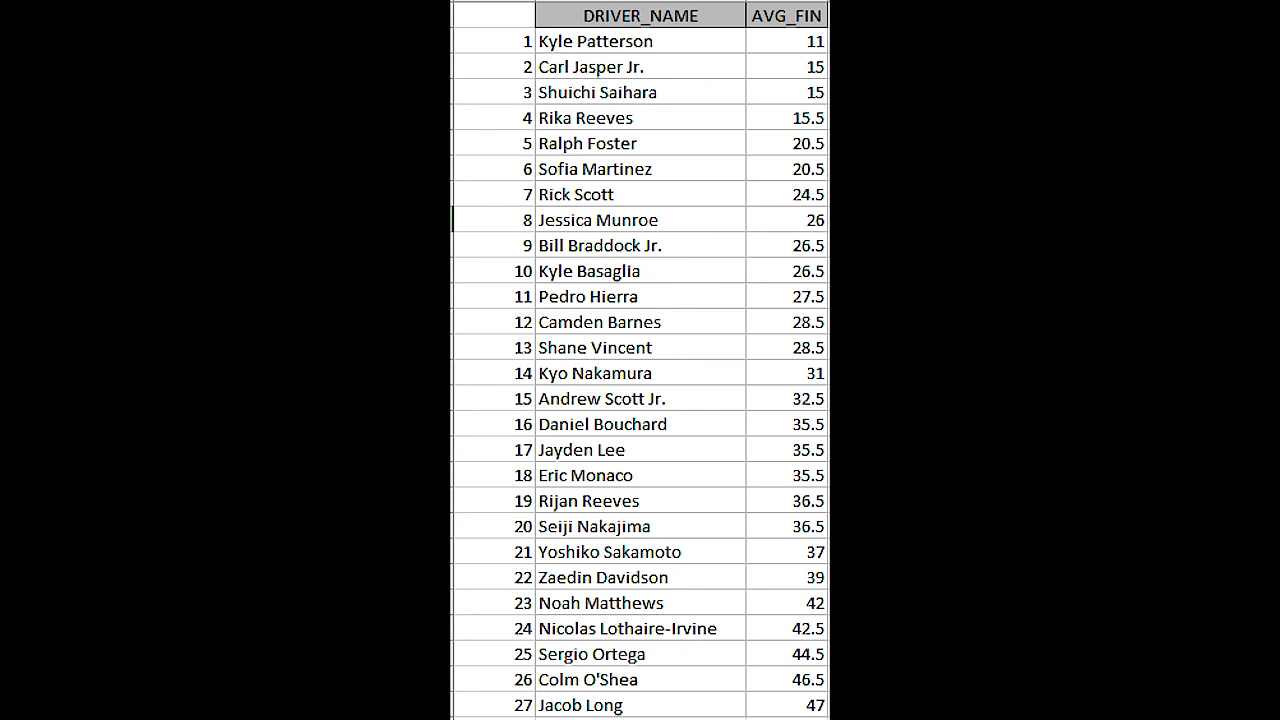 DRIVER_NAME AVG_FIN
1 Kyle Patterson 11
2 Carl Jasper Jr. 15
3 Shuichi Saihara 15
4 Rika Reeves 15.5
5 Ralph Foster 20.5
6 Sofia Martinez 20.5
7 Rick Scott 24.5
8 Jessica Munroe 26
9 Bill Braddock Jr. 26.5
10 Kyle Basaglia 26.5
11 Pedro Hierra 27.5
12 Camden Barnes 28.5
13 Shane Vincent 28.5
14 Kyo Nakamura 31
15 Andrew Scott Jr. 32.5
16 Daniel Bouchard 35.5
17 Jayden Lee 35.5
18 Eric Monaco 35.5
19 Rijan Reeves 36.5
20 Seiji Nakajima 36.5
21 Yoshiko Sakamoto 37
22 Zaedin Davidson 39
23 Noah Matthews 42
24 Nicolas Lothaire-Irvine 42.5
25 Sergio Ortega 44.5
26 Colm O'Shea 46.5
27 Jacob Long 47